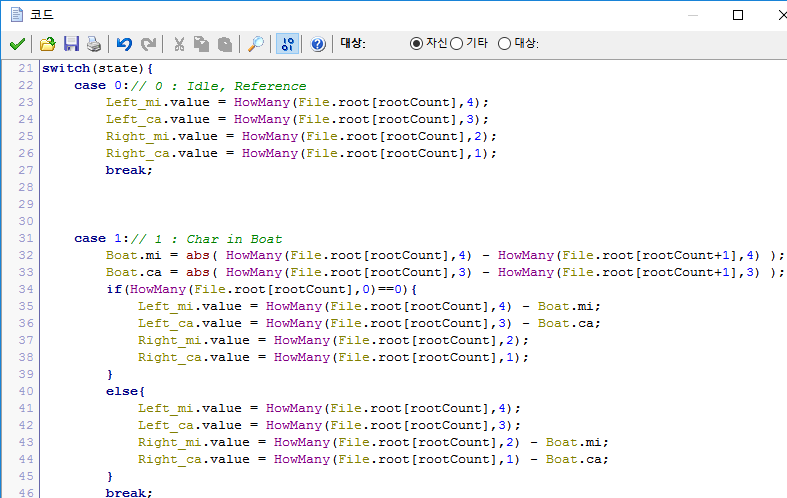 코드
대상: 자신 기타 대상:
21 switch(state){
22 case 0:// 0 : Idle, Reference
23 Left_mi.value = HowMany(File.root[rootCount],4);
24 Left_ca.value = HowMany(File.root[rootCount],3);
25 Right_mi.value = HowMany(File.root[rootCount],2);
26 Right_ca.value = HowMany(File.root[rootCount],1);
27 break;
28
29
30
31 case 1:// 1 : Char in Boat
32 Boat.mi = abs( HowMany(File.root[rootCount],4) - HowMany(File.root[rootCount+1],4) );
33 Boat.ca = abs( HowMany(File.root[rootCount],3) - HowMany(File.root[rootCount+1],3) );
34 if(HowMany(File.root[rootCount],0)==0){
35 Left_mi.value = HowMany(File.root[rootCount],4) - Boat.mi;
36 Left_ca.value = HowMany(File.root[rootCount],3) - Boat.ca;
37 Right_mi.value = HowMany(File.root[rootCount],2);
38 Right_ca.value = HowMany(File.root[rootCount],1);
39 }
40 else{
41 Left_mi.value = HowMany(File.root[rootCount],4);
42 Left_ca.value = HowMany(File.root[rootCount],3);
43 Right_mi.value = HowMany(File.root[rootCount],2) - Boat.mi;
44 Right_ca.value = HowMany(File.root[rootCount],1) - Boat.ca;
45 }
46 break;